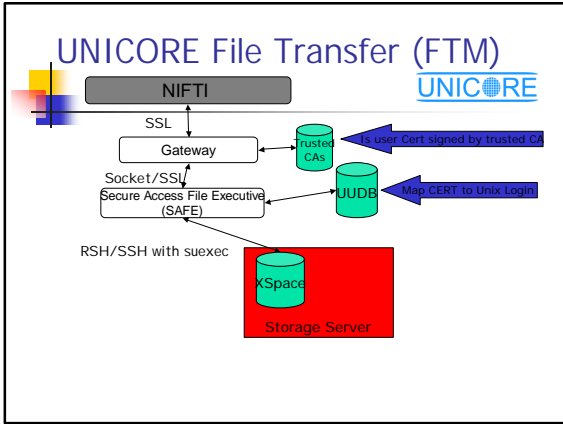 UNICORE File Transfer (FTM)
NIFTI
UNICORE
SSL
Gateway
Trusted
CAs
Is user Cert signed by trusted CA
Socket/SSL
Secure Access File Executive
(SAFE)
UUDB
Map CERT to Unix Login
RSH/SSH with suexec
XSpace
Storage Server